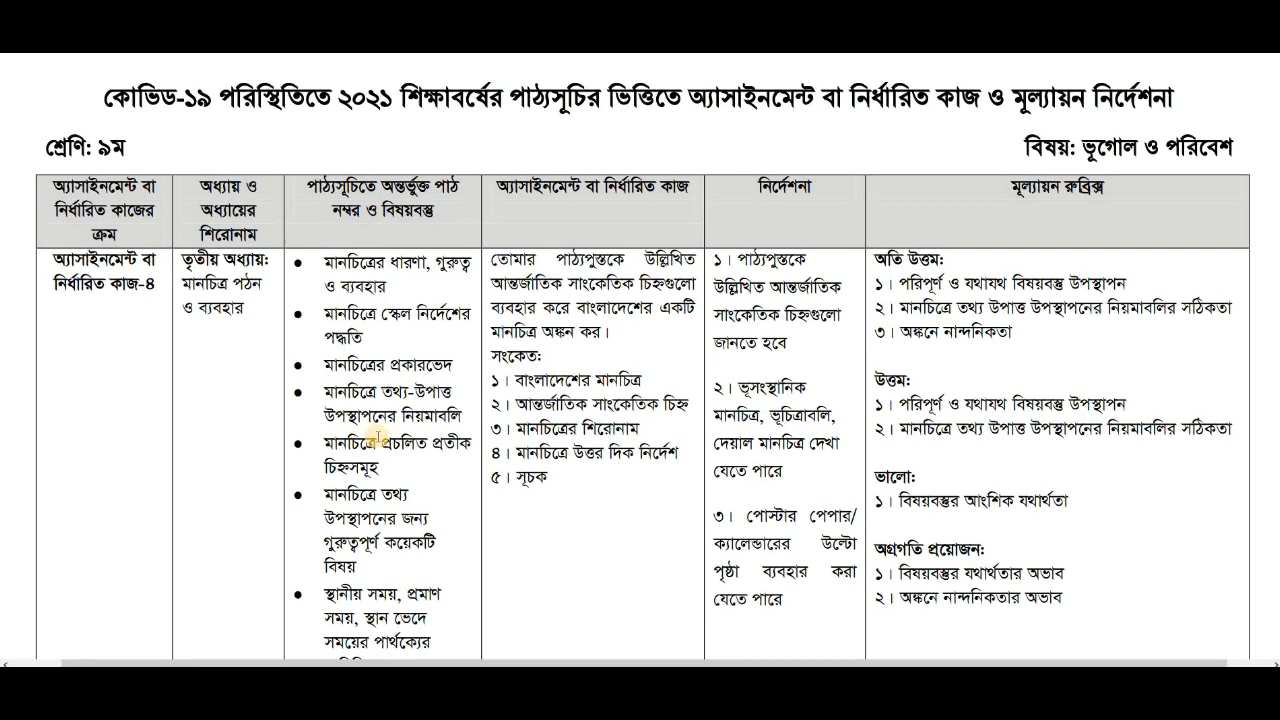 কোভিড-১৯ পরিস্থিতিতে ২০২১ শিক্ষাবর্ষের পাঠ্যসূচির ভিত্তিতে অ্যাসাইনমেন্ট বা নির্ধারিত কাজ ও মূল্যায়ন নির্দেশনা
শ্রেণি: ৯ম
বিষয়: ভূগোল ও পরিবেশ
অ্যাসাইনমেন্ট বা
নির্ধারিত কাজের
ক্রম
অধ্যায় ও
অধ্যায়ের
শিরোনাম
পাঠ্যসূচিতে অন্তর্ভুক্ত পাঠ
নম্বর ও বিষয়বস্তু
অ্যাসাইনমেন্ট বা নির্ধারিত কাজ
নির্দেশনা
মূল্যায়ন রুব্রিক্স
অ্যাসাইনমেন্ট বা
নির্ধারিত কাজ-৪
তৃতীয় অধ্যায়:
মানচিত্র পঠন
ও ব্যবহার
● মানচিত্রের ধারণা, গুরুত্ব
ও ব্যবহার
● মানচিত্রে স্কেল নির্দেশের
পদ্ধতি
● মানচিত্রের প্রকারভেদ
● মানচিত্রে তথ্য-উপাত্ত
উপস্থাপনের নিয়মাবলি
● মানচিত্রে প্রচলিত প্রতীক
চিহ্নসমূহ
● মানচিত্রে তথ্য
উপস্থাপনের জন্য
গুরুত্বপূর্ণ কয়েকটি
বিষয়
● স্থানীয় সময়, প্রমাণ
সময়, স্থান ভেদে
সময়ের পার্থক্যের
তোমার পাঠ্যপুস্তকে উল্লিখিত
আন্তর্জাতিক সাংকেতিক চিহ্নগুলো
ব্যবহার করে বাংলাদেশের একটি
মানচিত্র অঙ্কন কর।
সংকেত:
১। বাংলাদেশের মানচিত্র
২। আন্তর্জাতিক সাংকেতিক চিহ্ন
৩। মানচিত্রের শিরোনাম
৪। মানচিত্রে উত্তর দিক নির্দেশ
৫। সূচক
১। পাঠ্যপুস্তকে
উল্লিখিত আন্তর্জাতিক
সাংকেতিক চিহ্নগুলো
জানতে হবে
২। ভূসংস্থানিক
মানচিত্র, ভূচিত্রাবলি,
দেয়াল মানচিত্র দেখা
যেতে পারে
৩। পোস্টার পেপার/
ক্যালেন্ডারের উল্টো
পৃষ্ঠা ব্যবহার করা
যেতে পারে
অতি উত্তম:
১। পরিপূর্ণ ও যথাযথ বিষয়বস্তু উপস্থাপন
২। মানচিত্রে তথ্য উপাত্ত উপস্থাপনের নিয়মাবলির সঠিকতা
৩। অঙ্কনে নান্দনিকতা
উত্তম:
১। পরিপূর্ণ ও যথাযথ বিষয়বস্তু উপস্থাপন
২। মানচিত্রে তথ্য উপাত্ত উপস্থাপনের নিয়মাবলির সঠিকতা
ভালো:
১। বিষয়বস্তুর আংশিক যথার্থতা
অগ্রগতি প্রয়োজন:
১। বিষয়বস্তুর যথার্থতার অভাব
২। অঙ্কনে নান্দনিকতার অভাব